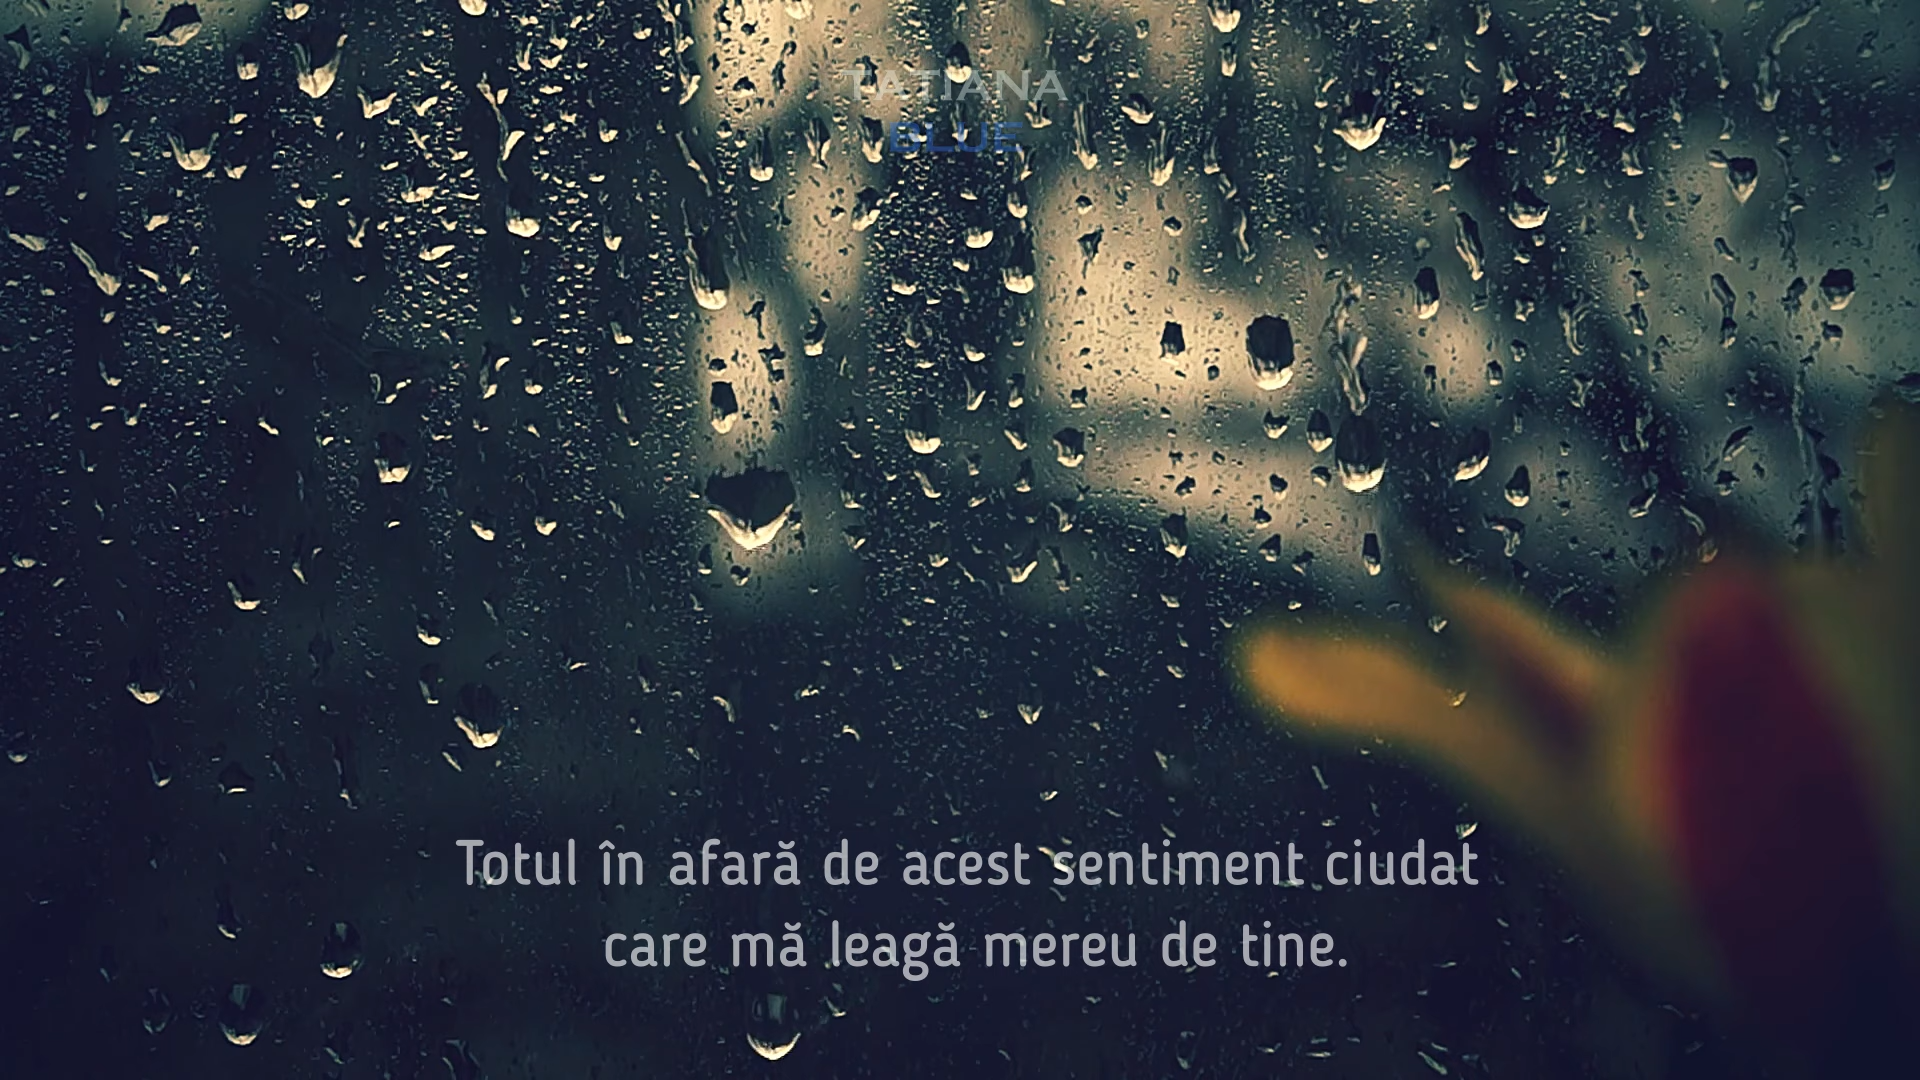 TATIANA
BLUE
Totul în afară de acest sentiment ciudat
care mă leagă mereu de tine.